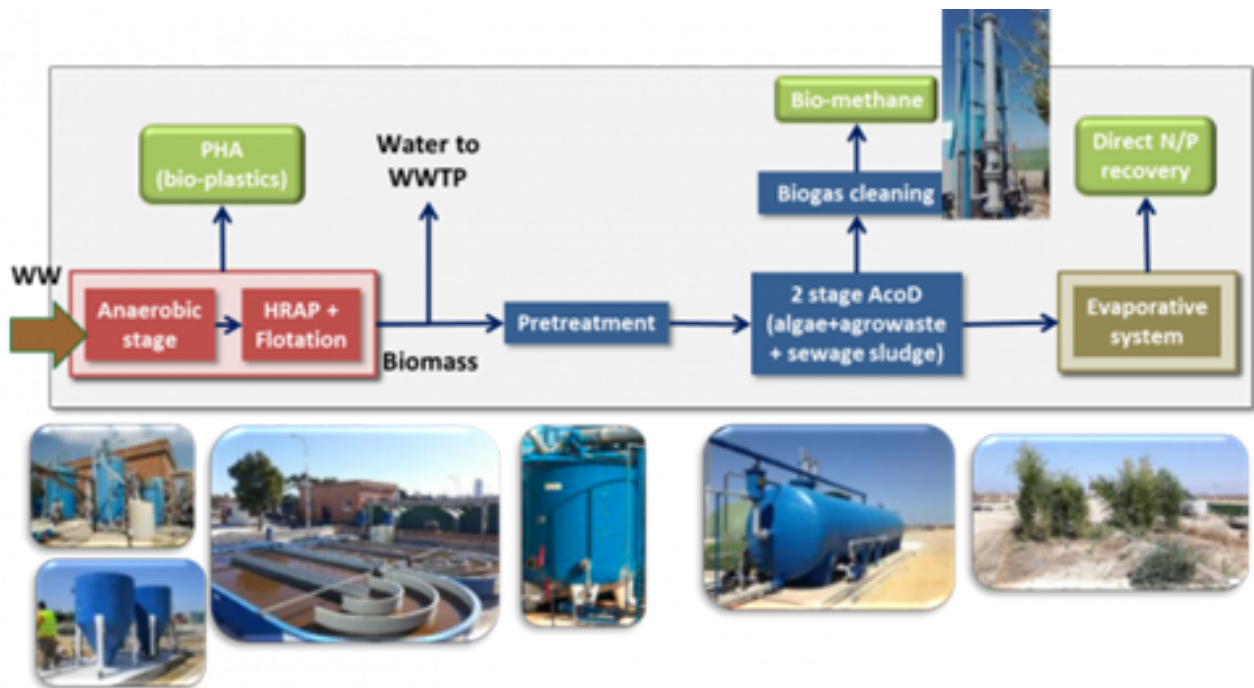 WW
Anaerobic
stage
HRAP +
Flotation
PHA
(bio-plastics)
Water to
WWTP
Biomass
Pretreatment
2 stage AcoD
(algae+agrowaste
+ sewage sludge)
Biogas cleaning
Bio-methane
Evaporative
system
Direct N/P
recovery